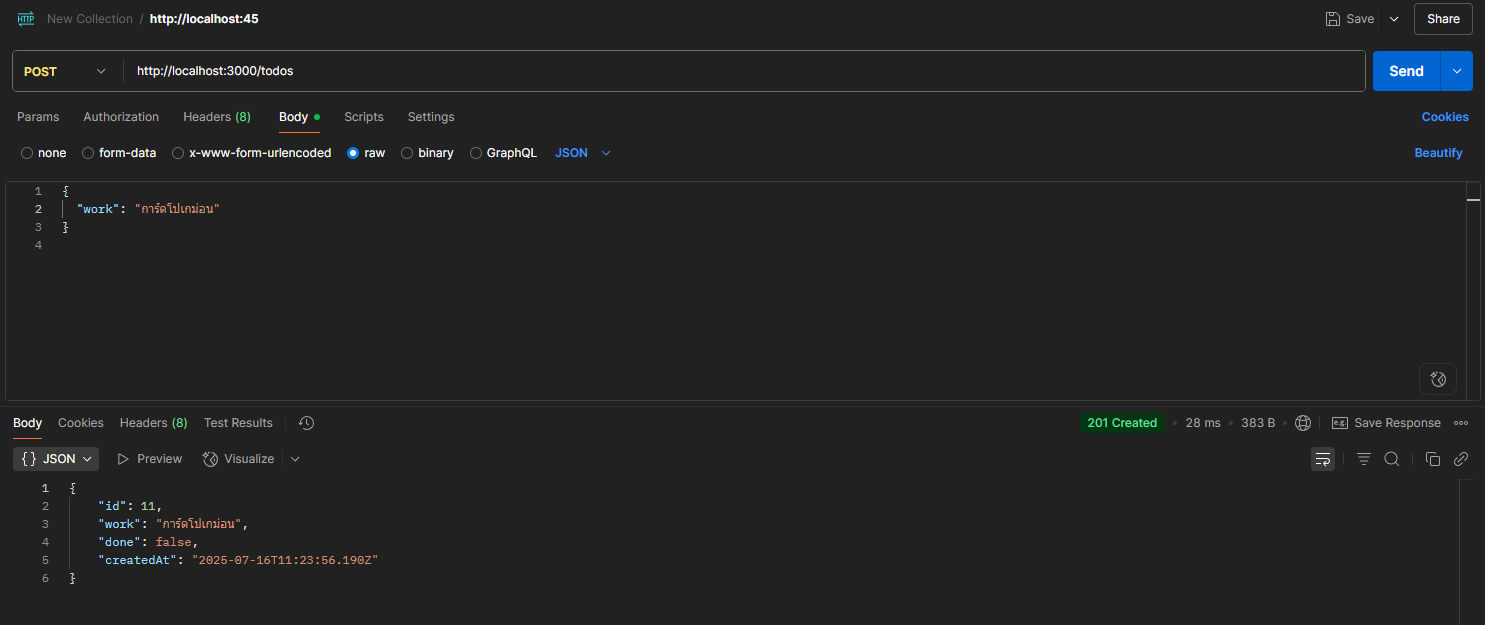 HTTP New Collection / http://localhost:45 Save Share
POST http://localhost:3000/todos Send
Params Authorization Headers (8) Body Scripts Settings Cookies
none form-data x-www-form-urlencoded raw binary GraphQL JSON Beautify
1 {
2 "work": "การ์ดโปเกม่อน"
3 }
4
Body Cookies Headers (8) Test Results 201 Created 28 ms 383 B e.g. Save Response
{} JSON Preview Visualize
1 {
2 "id": 11,
3 "work": "การ์ดโปเกม่อน",
4 "done": false,
5 "createdAt": "2025-07-16T11:23:56.190Z"
6 }